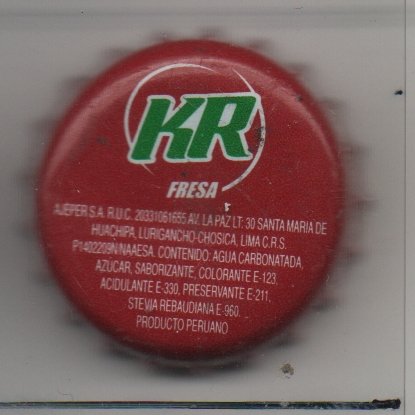 KR
FRESA
AJEPER S.A. R.U.C. 20331061655 AV. LA PAZ LT: 30 SANTA MARIA DE
HUACHIPA, LURIGANCHO-CHOSICA, LIMA C.R.S.
P1402209N/NAAESA. CONTENIDO: AGUA CARBONATADA,
AZUCAR, SABORIZANTE, COLORANTE E-123,
ACIDULANTE E-330, PRESERVANTE E-211,
STEVIA REBAUDIANA E-960.
PRODUCTO PERUANO